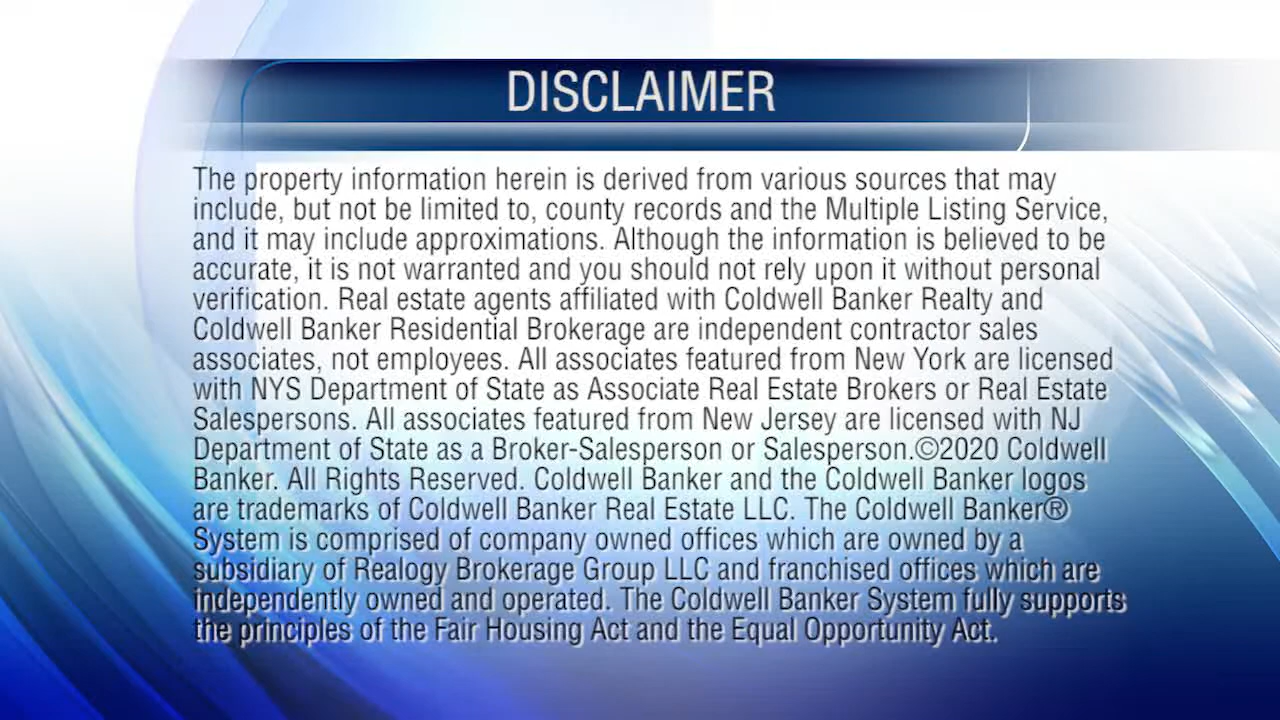 DISCLAIMER
The property information herein is derived from various sources that may
include, but not be limited to, county records and the Multiple Listing Service,
and it may include approximations. Although the information is believed to be
accurate, it is not warranted and you should not rely upon it without personal
verification. Real estate agents affiliated with Coldwell Banker Realty and
Coldwell Banker Residential Brokerage are independent contractor sales
associates, not employees. All associates featured from New York are licensed
with NYS Department of State as Associate Real Estate Brokers or Real Estate
Salespersons. All associates featured from New Jersey are licensed with NJ
Department of State as a Broker-Salesperson or Salesperson.©2020 Coldwell
Banker. All Rights Reserved. Coldwell Banker and the Coldwell Banker logos
are trademarks of Coldwell Banker Real Estate LLC. The Coldwell Banker®
System is comprised of company owned offices which are owned by a
subsidiary of Realogy Brokerage Group LLC and franchised offices which are
independently owned and operated. The Coldwell Banker System fully supports
the principles of the Fair Housing Act and the Equal Opportunity Act.